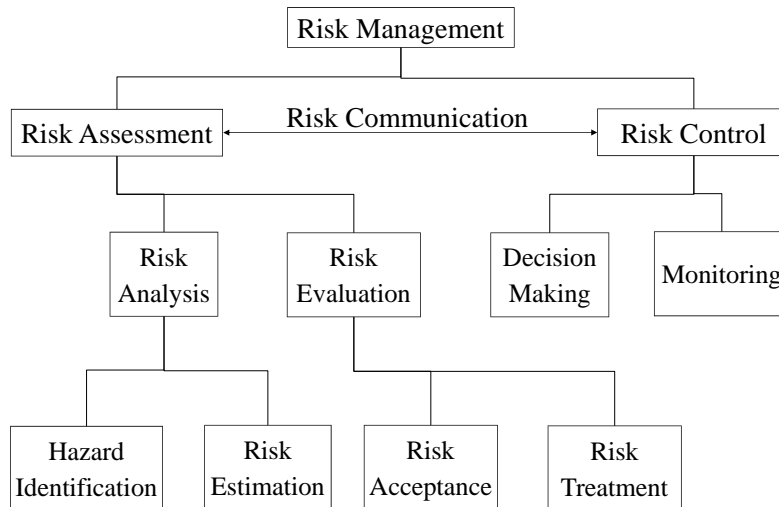 Risk Management
Risk Assessment
Risk Communication
Risk Control
Risk
Analysis
Risk
Evaluation
Decision
Making
Monitoring
Hazard
Identification
Risk
Estimation
Risk
Acceptance
Risk
Treatment